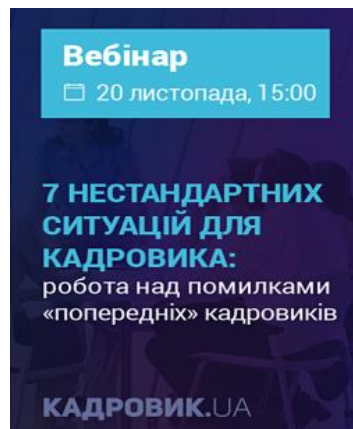 Вебінар
20 листопада, 15:00
7 НЕСТАНДАРТНИХ
СИТУАЦІЙ ДЛЯ
КАДРОВИКА:
робота над помилками
«попередніх» кадровиків
КАДРОВИК.UA